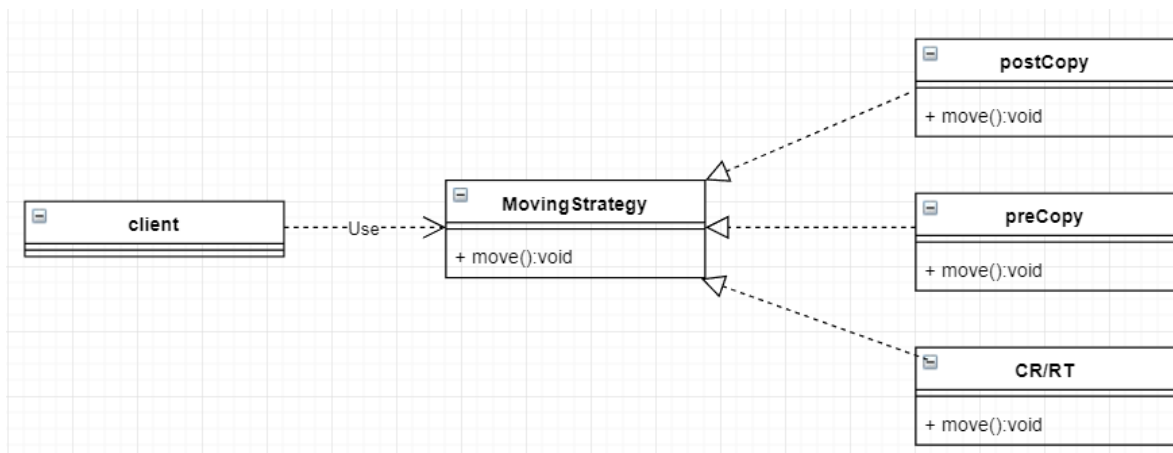 postCopy
+ move():void
MovingStrategy
client
Use
+ move():void
preCopy
+ move():void
CR/RT
+ move():void